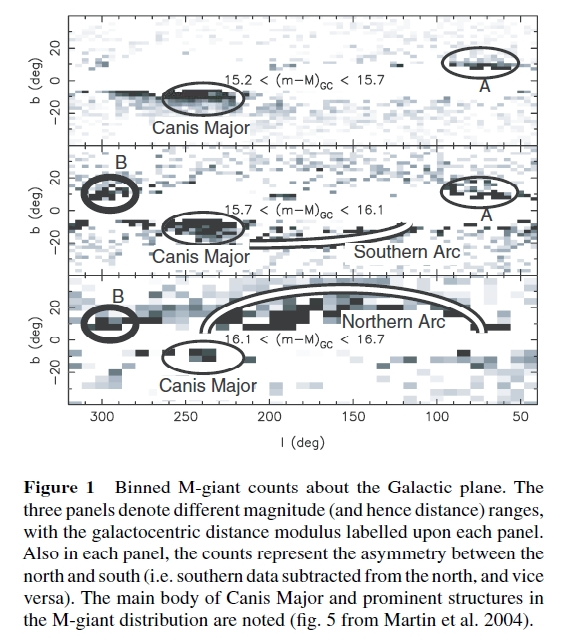 20
0
−20
b (deg)
15.2 < (m−M)GC < 15.7
A
Canis Major
B
20
0
−20
b (deg)
15.7 < (m−M)GC < 16.1
A
Canis Major
Southern Arc
B
20
0
−20
b (deg)
Northern Arc
16.1 < (m−M)GC < 16.7
Canis Major
300 250 200 150 100 50
l (deg)
Figure 1 Binned M-giant counts about the Galactic plane. The
three panels denote different magnitude (and hence distance) ranges,
with the galactocentric distance modulus labelled upon each panel.
Also in each panel, the counts represent the asymmetry between the
north and south (i.e. southern data subtracted from the north, and vice
versa). The main body of Canis Major and prominent structures in
the M-giant distribution are noted (fig. 5 from Martin et al. 2004).